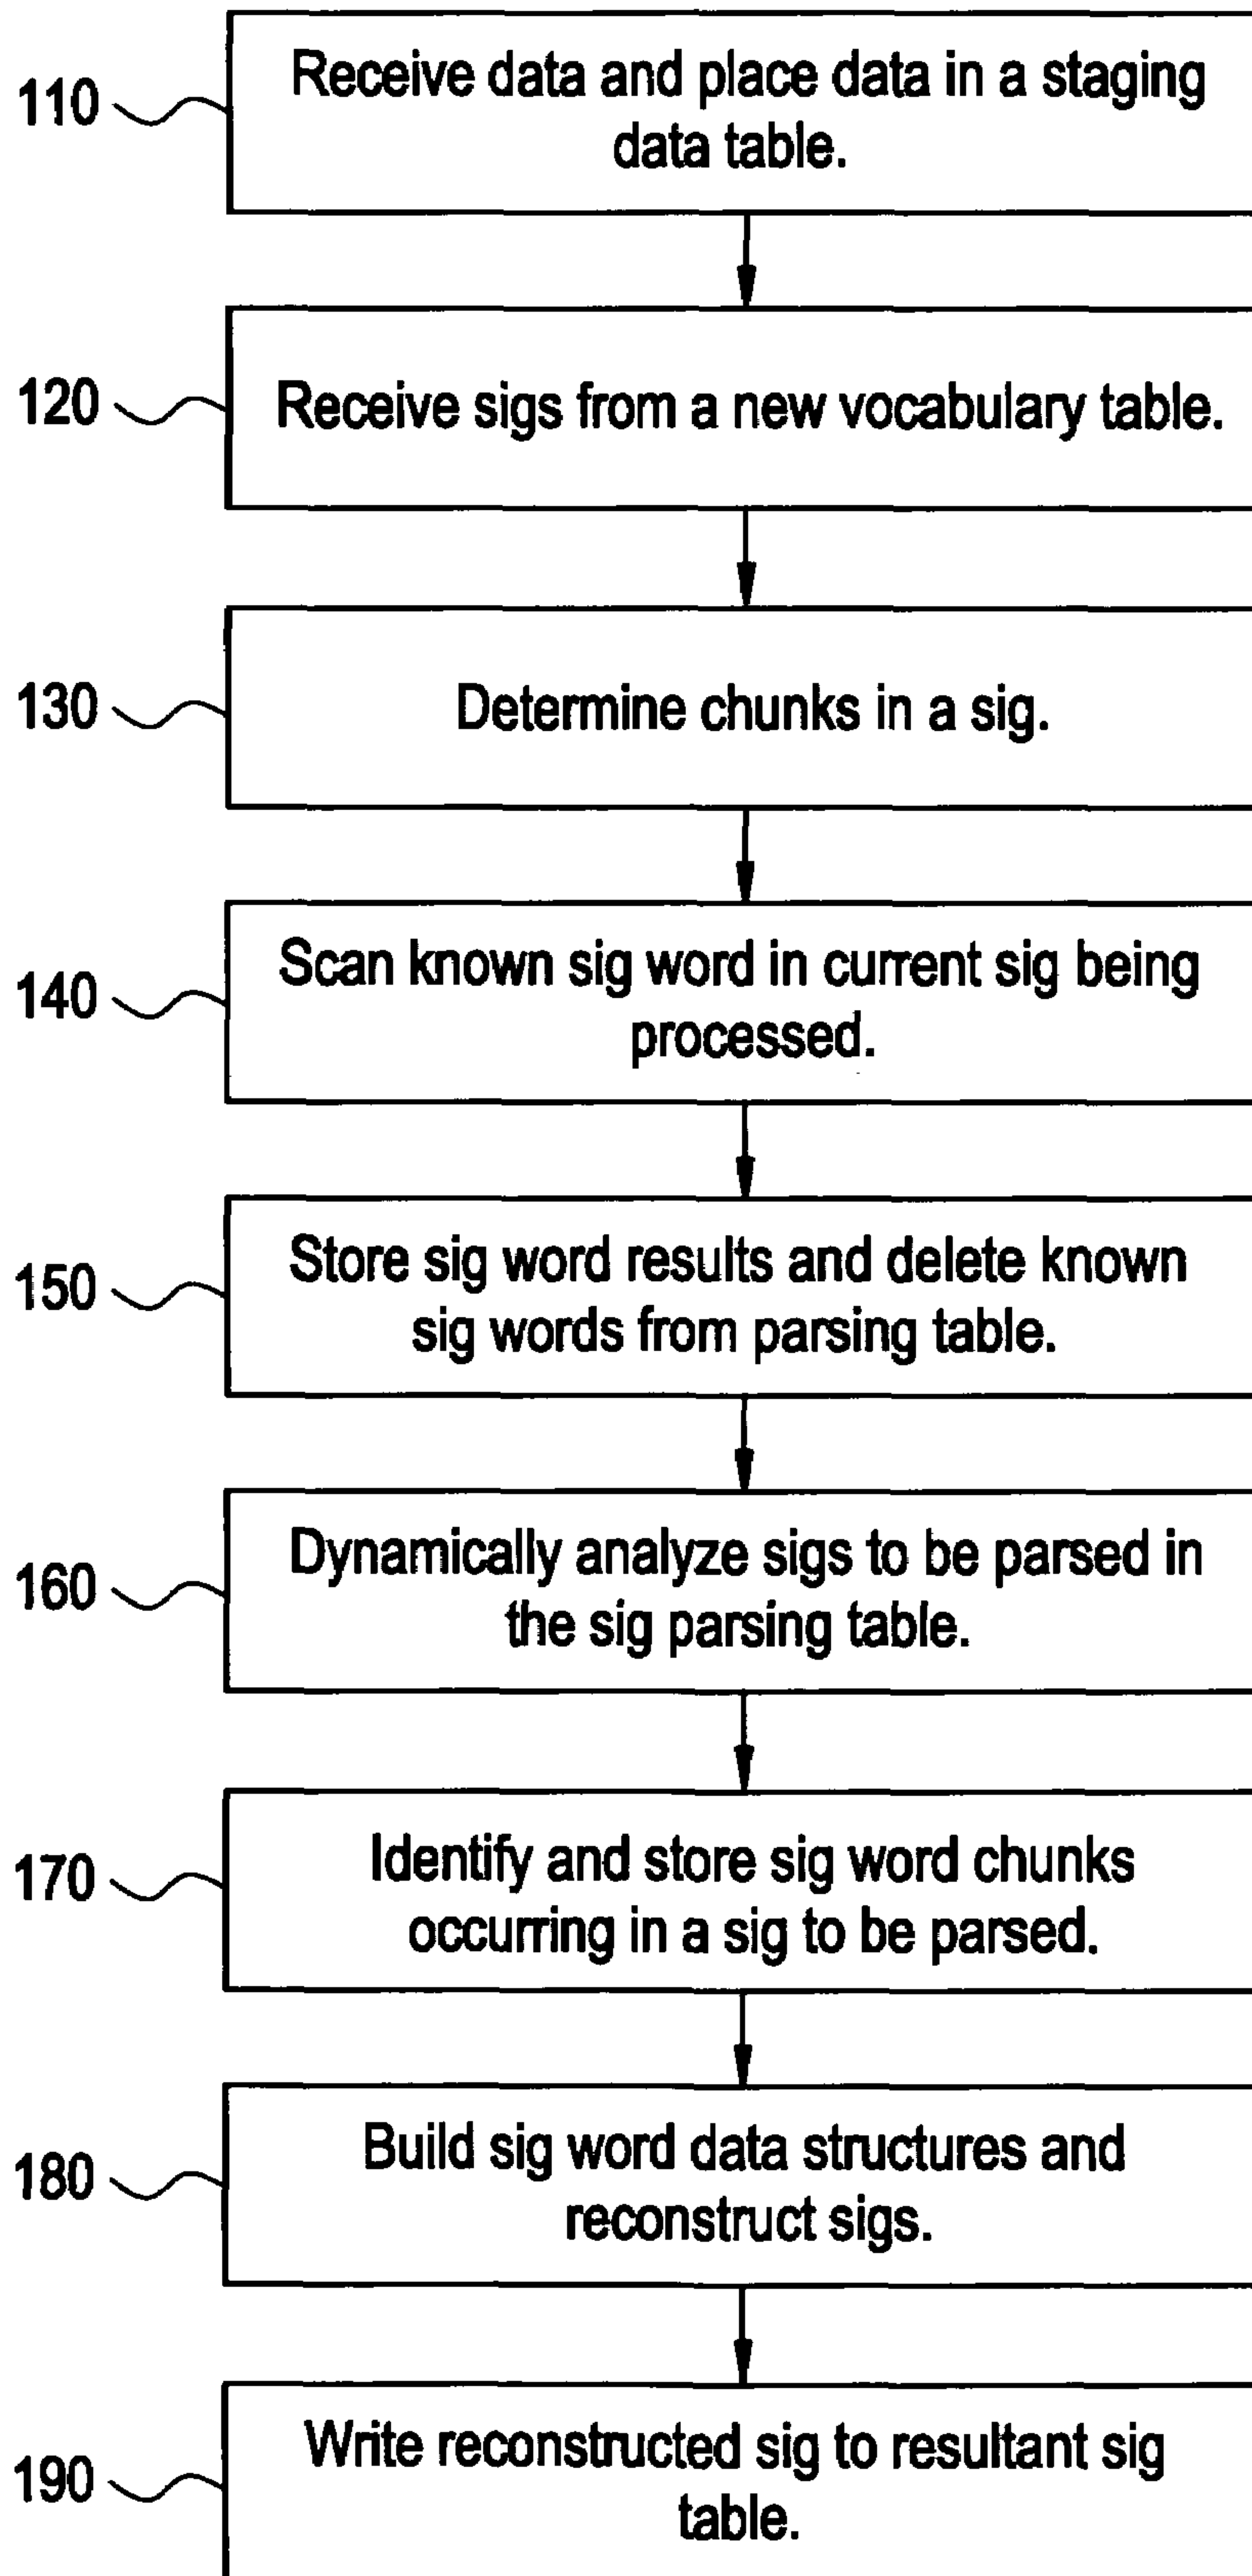 110
Receive data and place data in a staging
data table.
120
Receive sigs from a new vocabulary table.
130
Determine chunks in a sig.
140
Scan known sig word in current sig being
processed.
150
Store sig word results and delete known
sig words from parsing table.
160
Dynamically analyze sigs to be parsed in
the sig parsing table.
170
Identify and store sig word chunks
occurring in a sig to be parsed.
180
Build sig word data structures and
reconstruct sigs.
190
Write reconstructed sig to resultant sig
table.